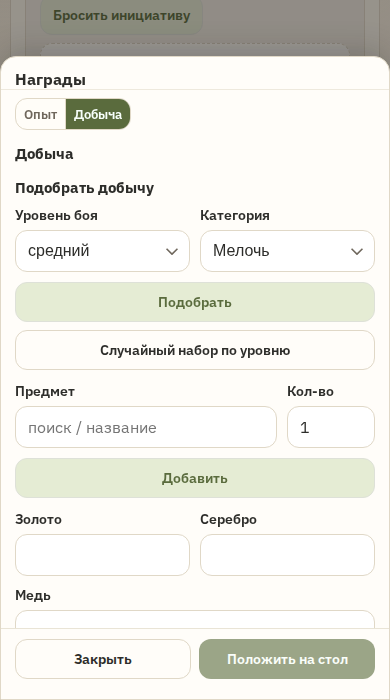 Бросить инициативу
Награды
Опыт Добыча
Добыча
Подобрать добычу
Уровень боя Категория
средний Мелочь
Подобрать
Случайный набор по уровню
Предмет Кол-во
поиск / название 1
Добавить
Золото Серебро
Медь
Закрыть Положить на стол